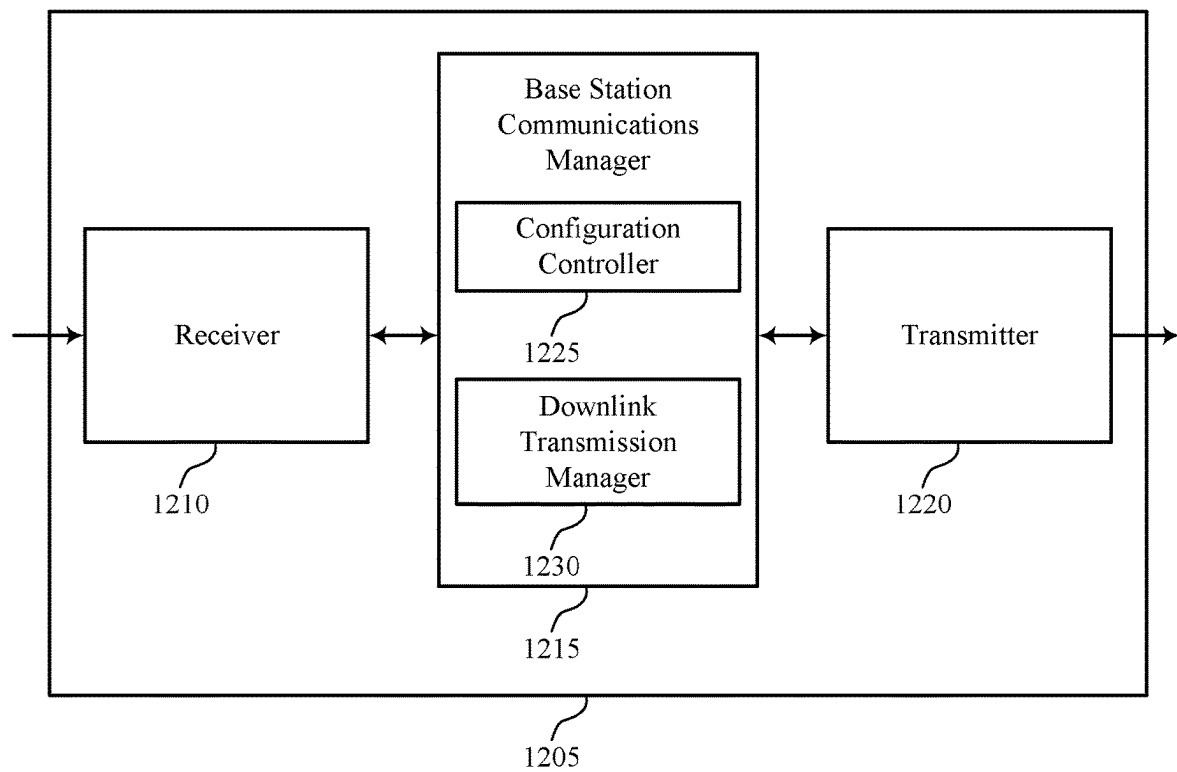 Base Station
Communications
Manager
Configuration
Controller
1225
Receiver
1210
Downlink
Transmission
Manager
1230
1215
Transmitter
1220
1205